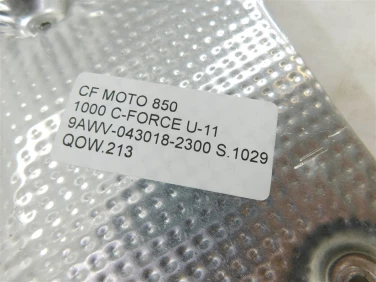 CF MOTO 850
1000 C-FORCE U-11
9AWV-043018-2300 S.1029
QOW.213